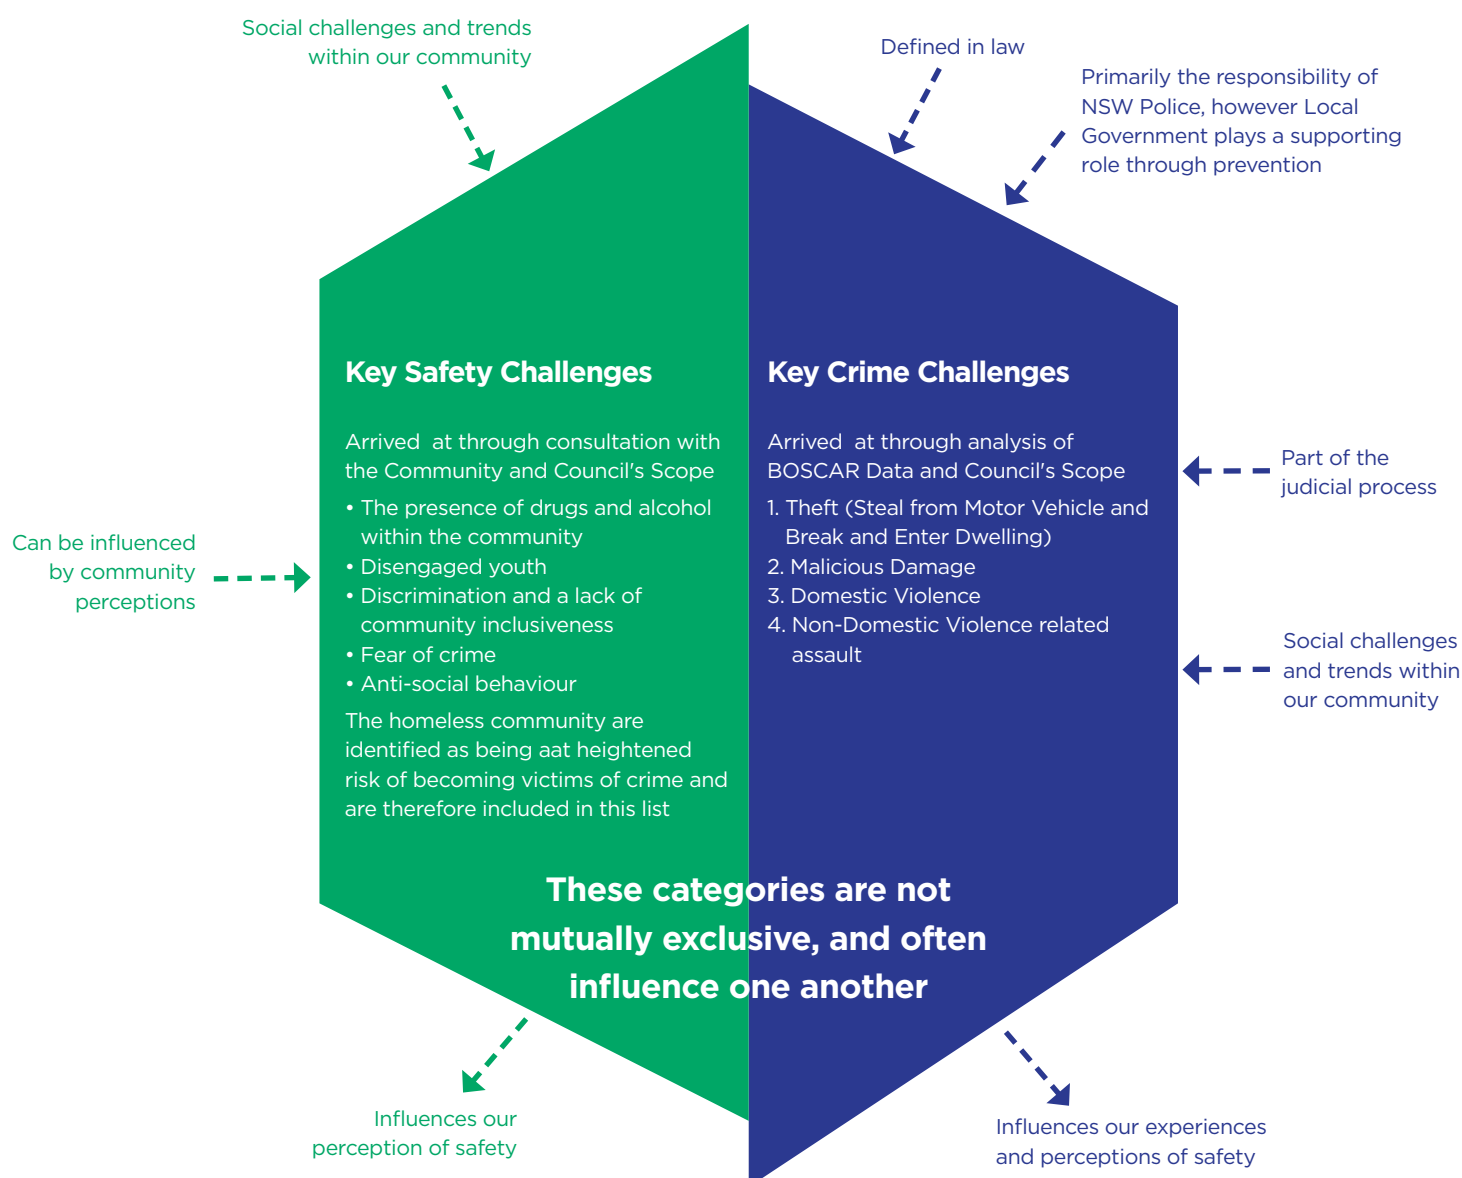 Social challenges and trends
within our community
Defined in law
Primarily the responsibility of
NSW Police, however Local
Government plays a supporting
role through prevention
Key Safety Challenges
Arrived  at through consultation with
the Community and Council's Scope
• The presence of drugs and alcohol
within the community
• Disengaged youth
• Discrimination and a lack of
community inclusiveness
• Fear of crime
• Anti-social behaviour
The homeless community are
identified as being aat heightened
risk of becoming victims of crime and
are therefore included in this list
Key Crime Challenges
Arrived  at through analysis of
BOSCAR Data and Council's Scope
1. Theft (Steal from Motor Vehicle and
Break and Enter Dwelling)
2. Malicious Damage
3. Domestic Violence
4. Non-Domestic Violence related
assault
Can be influenced
by community
perceptions
Part of the
judicial process
Social challenges
and trends within
our community
These categories are not
mutually exclusive, and often
influence one another
Influences our
perception of safety
Influences our experiences
and perceptions of safety